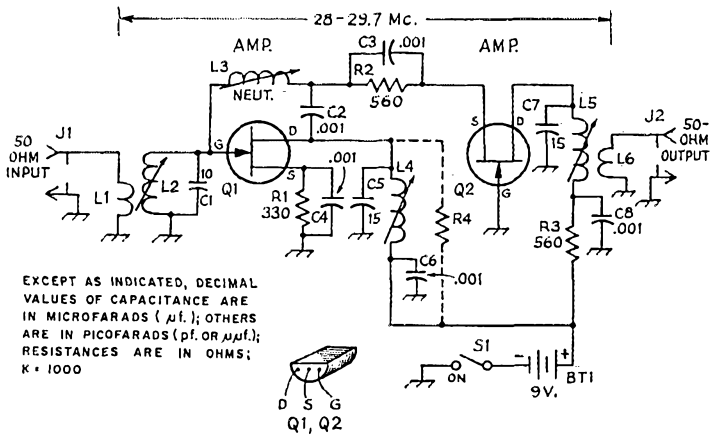 28-29.7 Mc.
AMP.
AMP.
C3
.001
L3
R2
560
NEUT.
C2
.001
C7
15
L5
J2
50-
OHM
OUTPUT
J1
50
OHM
INPUT
L1
L2
10
C1
G
D
S
Q1
R1
330
C4
.001
C5
15
L4
R4
S
D
G
Q2
L6
R3
560
C8
.001
C6
.001
EXCEPT AS INDICATED, DECIMAL
VALUES OF CAPACITANCE ARE
IN MICROFARADS ( µf.); OTHERS
ARE IN PICOFARADS (pf. OR µµf.);
RESISTANCES ARE IN OHMS;
K = 1000
D S G
Q1, Q2
S1
ON
- +
9V.
BT1